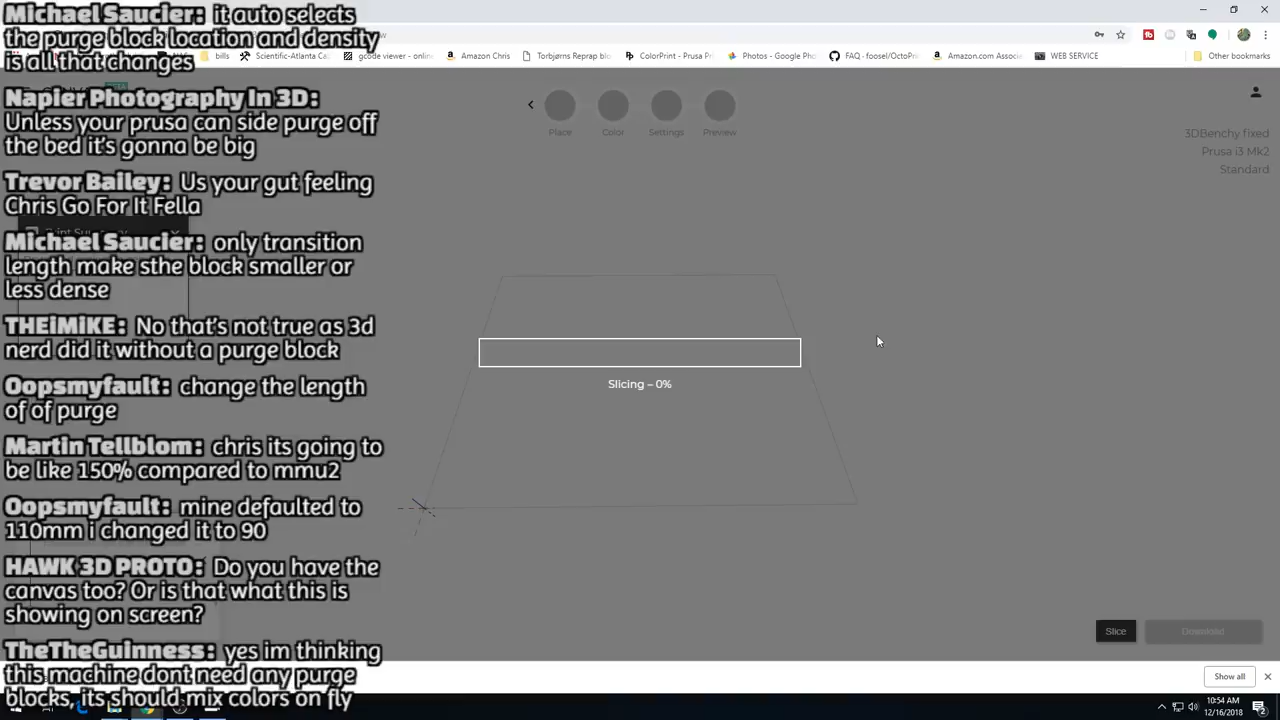 Michael Saucier: it auto selects
the purge block location and density
is all that changes
bills
Scientific-Atlanta Ca
gcode viewer - onlin
Amazon Chris
Torbjørns Reprap blo
ColorPrint - Prusa Pr
Photos - Google Pho
FAQ · foosel/OctoPri
Amazon.com Associa
WEB SERVICE
Other bookmarks
Napier Photography In 3D:
Unless your prusa can side purge off
the bed it's gonna be big
Place
Color
Settings
Preview
3DBenchy fixed
Prusa i3 Mk2
Standard
Trevor Bailey: Us your gut feeling
Chris Go For It Fella
Print Summary
Michael Saucier: only transition
length make sthe block smaller or
less dense
THEiMiKE: No that's not true as 3d
nerd did it without a purge block
Slicing – 0%
Oopsmyfault: change the length
of of purge
Martin Tellblom: chris its going to
be like 150% compared to mmu2
Oopsmyfault: mine defaulted to
110mm i changed it to 90
HAWK 3D PROTO: Do you have the
canvas too? Or is that what this is
showing on screen?
Slice
Download
TheTheGuinness: yes im thinking
this machine dont need any purge
blocks, its should mix colors on fly
Show all
10:54 AM
12/16/2018
2